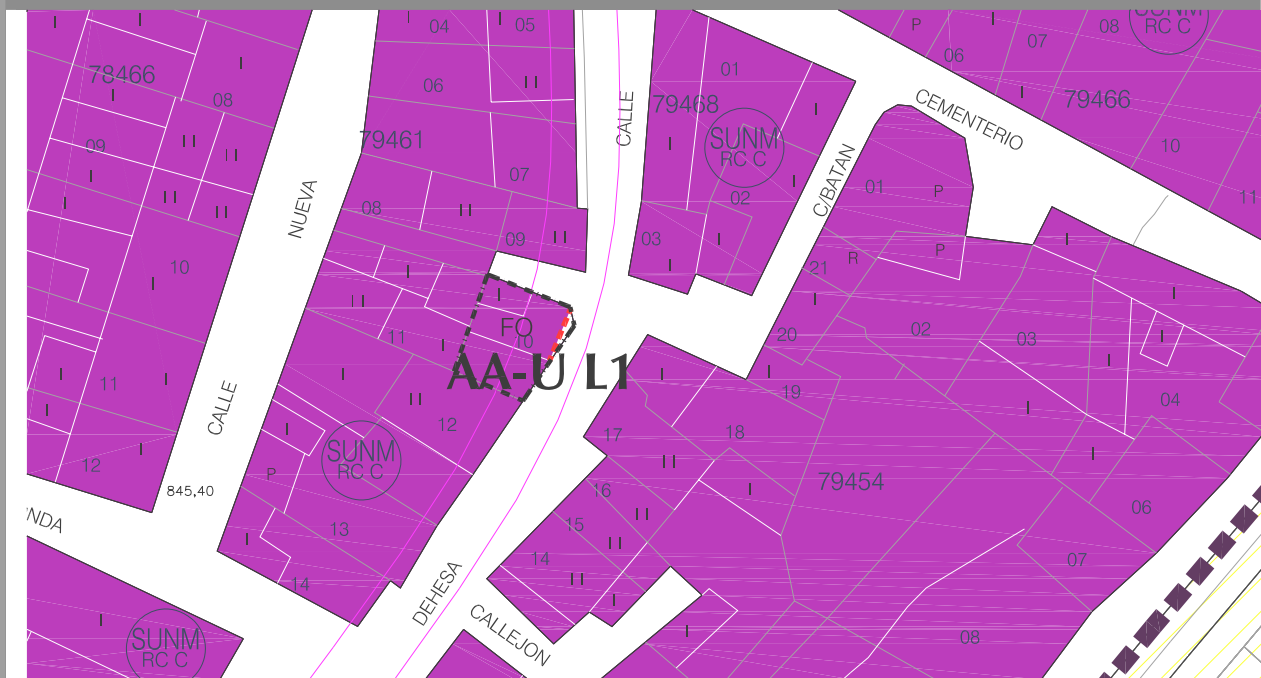 04
05
SUNM
RC C
P
06
07
08
78466
01
08
06
79468
79466
CALLE
CEMENTERIO
79461
SUNM
RC C
09
10
07
C/BATAN
01
P
NUEVA
08
02
11
09
03
P
10
21
R
FO
10
11
20
02
03
AA-U L1
11
CALLE
19
04
12
17
18
SUNM
RC C
12
P
79454
845,40
16
06
NDA
13
15
14
07
14
DEHESA
CALLEJON
SUNM
RC C
08